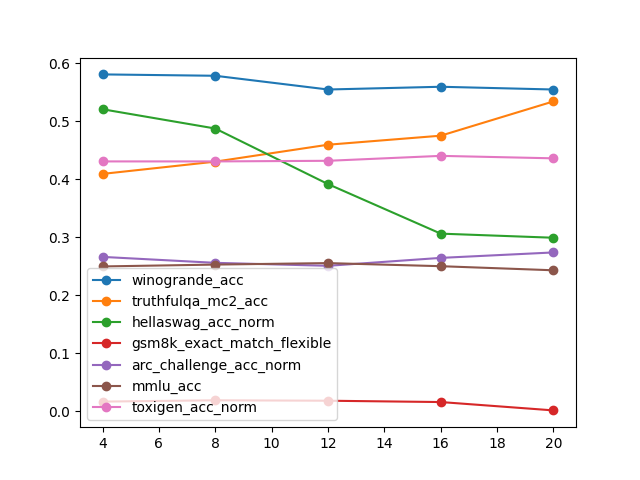 0.6
0.5
0.4
0.3
0.2
0.1
0.0
winogrande_acc
truthfulqa_mc2_acc
hellaswag_acc_norm
gsm8k_exact_match_flexible
arc_challenge_acc_norm
mmlu_acc
toxigen_acc_norm
4 6 8 10 12 14 16 18 20